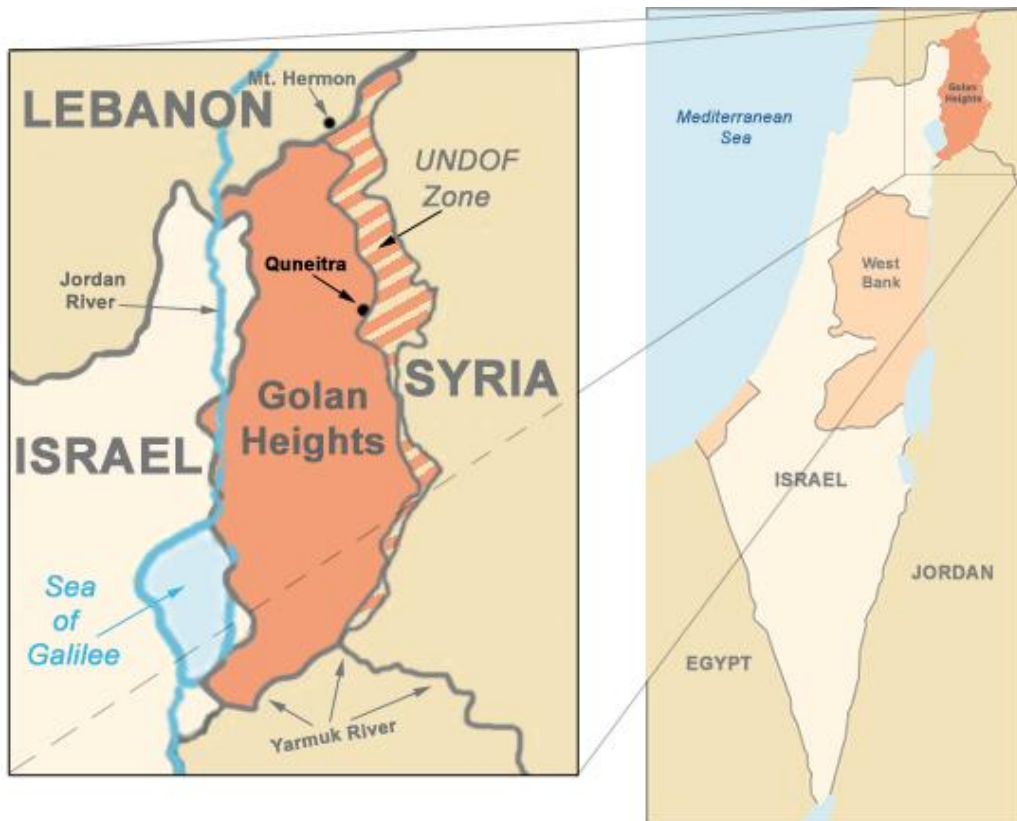 Mt. Hermon
LEBANON
UNDOF
Zone
Quneitra
Jordan
River
SYRIA
Golan
Heights
ISRAEL
Sea
of
Galilee
Yarmuk River
Golan
Heights
Mediterranean
Sea
West
Bank
ISRAEL
JORDAN
EGYPT